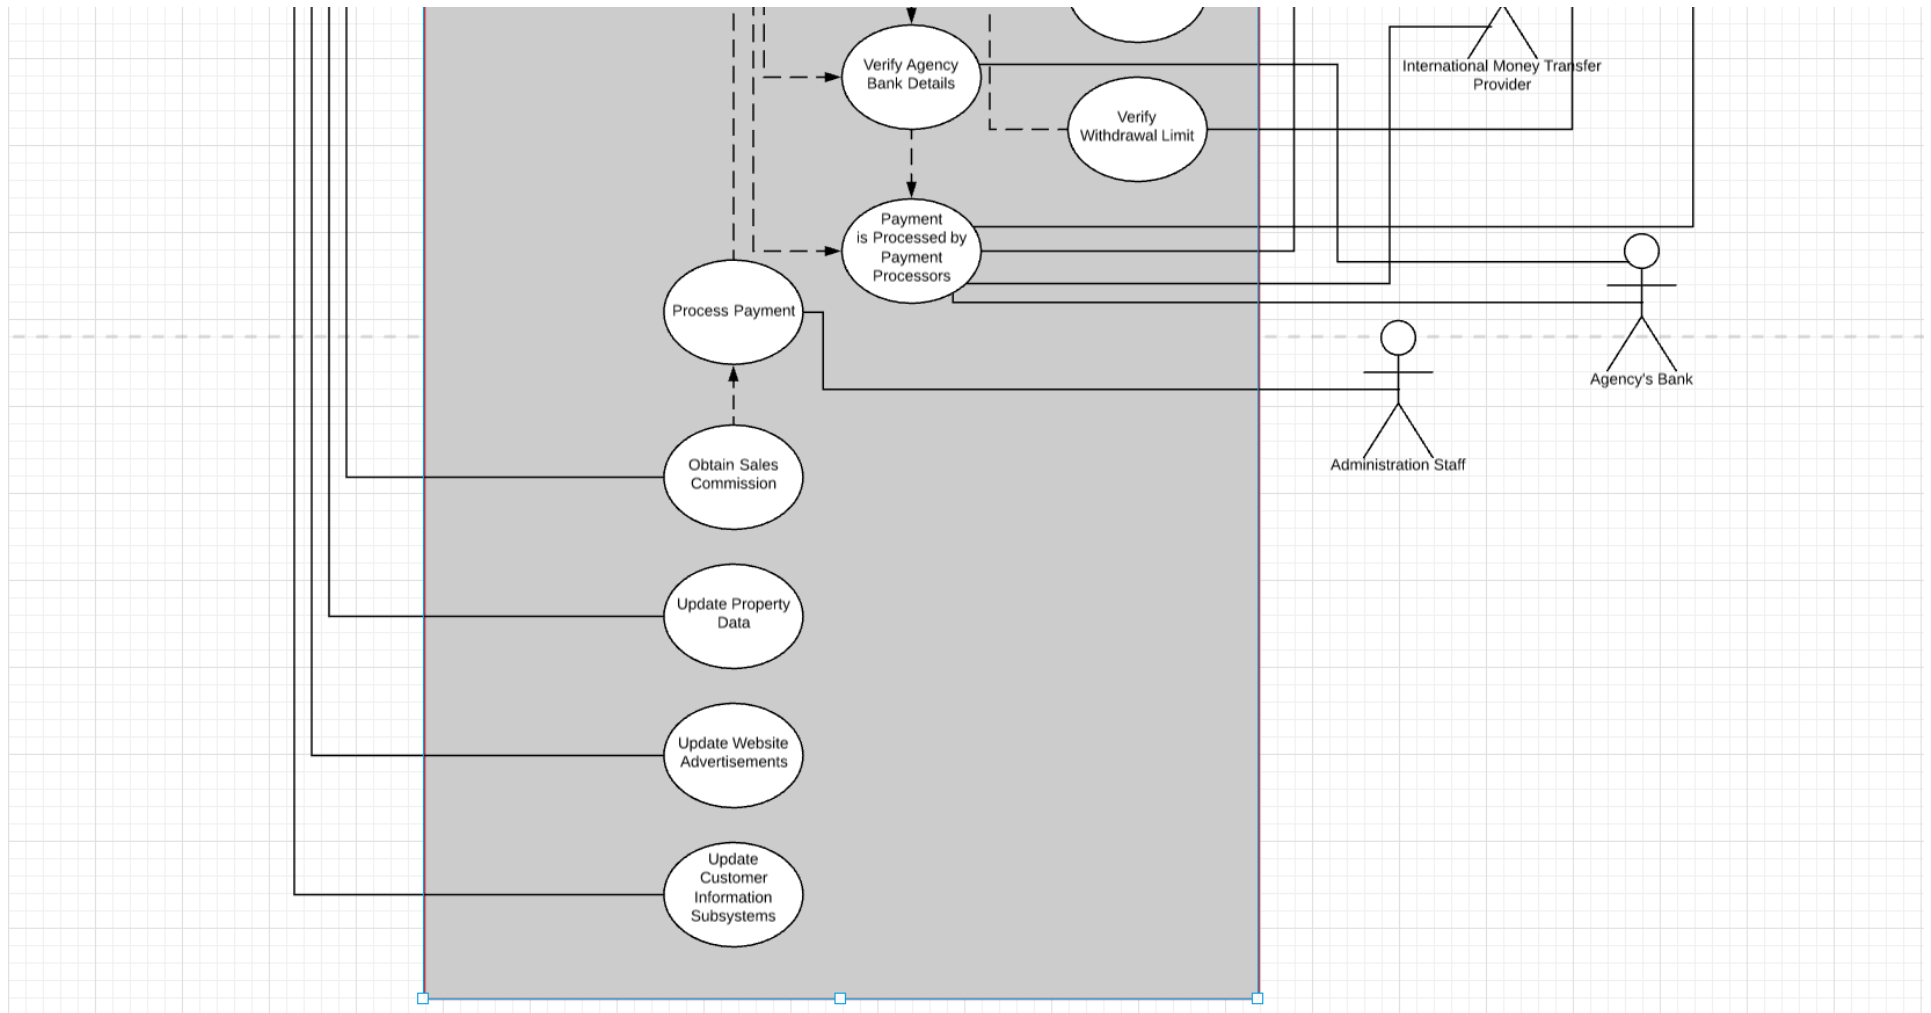 Verify Agency
Bank Details
International Money Transfer
Provider
Verify
Withdrawal Limit
Payment
is Processed by
Payment
Processors
Process Payment
Agency's Bank
Administration Staff
Obtain Sales
Commission
Update Property
Data
Update Website
Advertisements
Update
Customer
Information
Subsystems